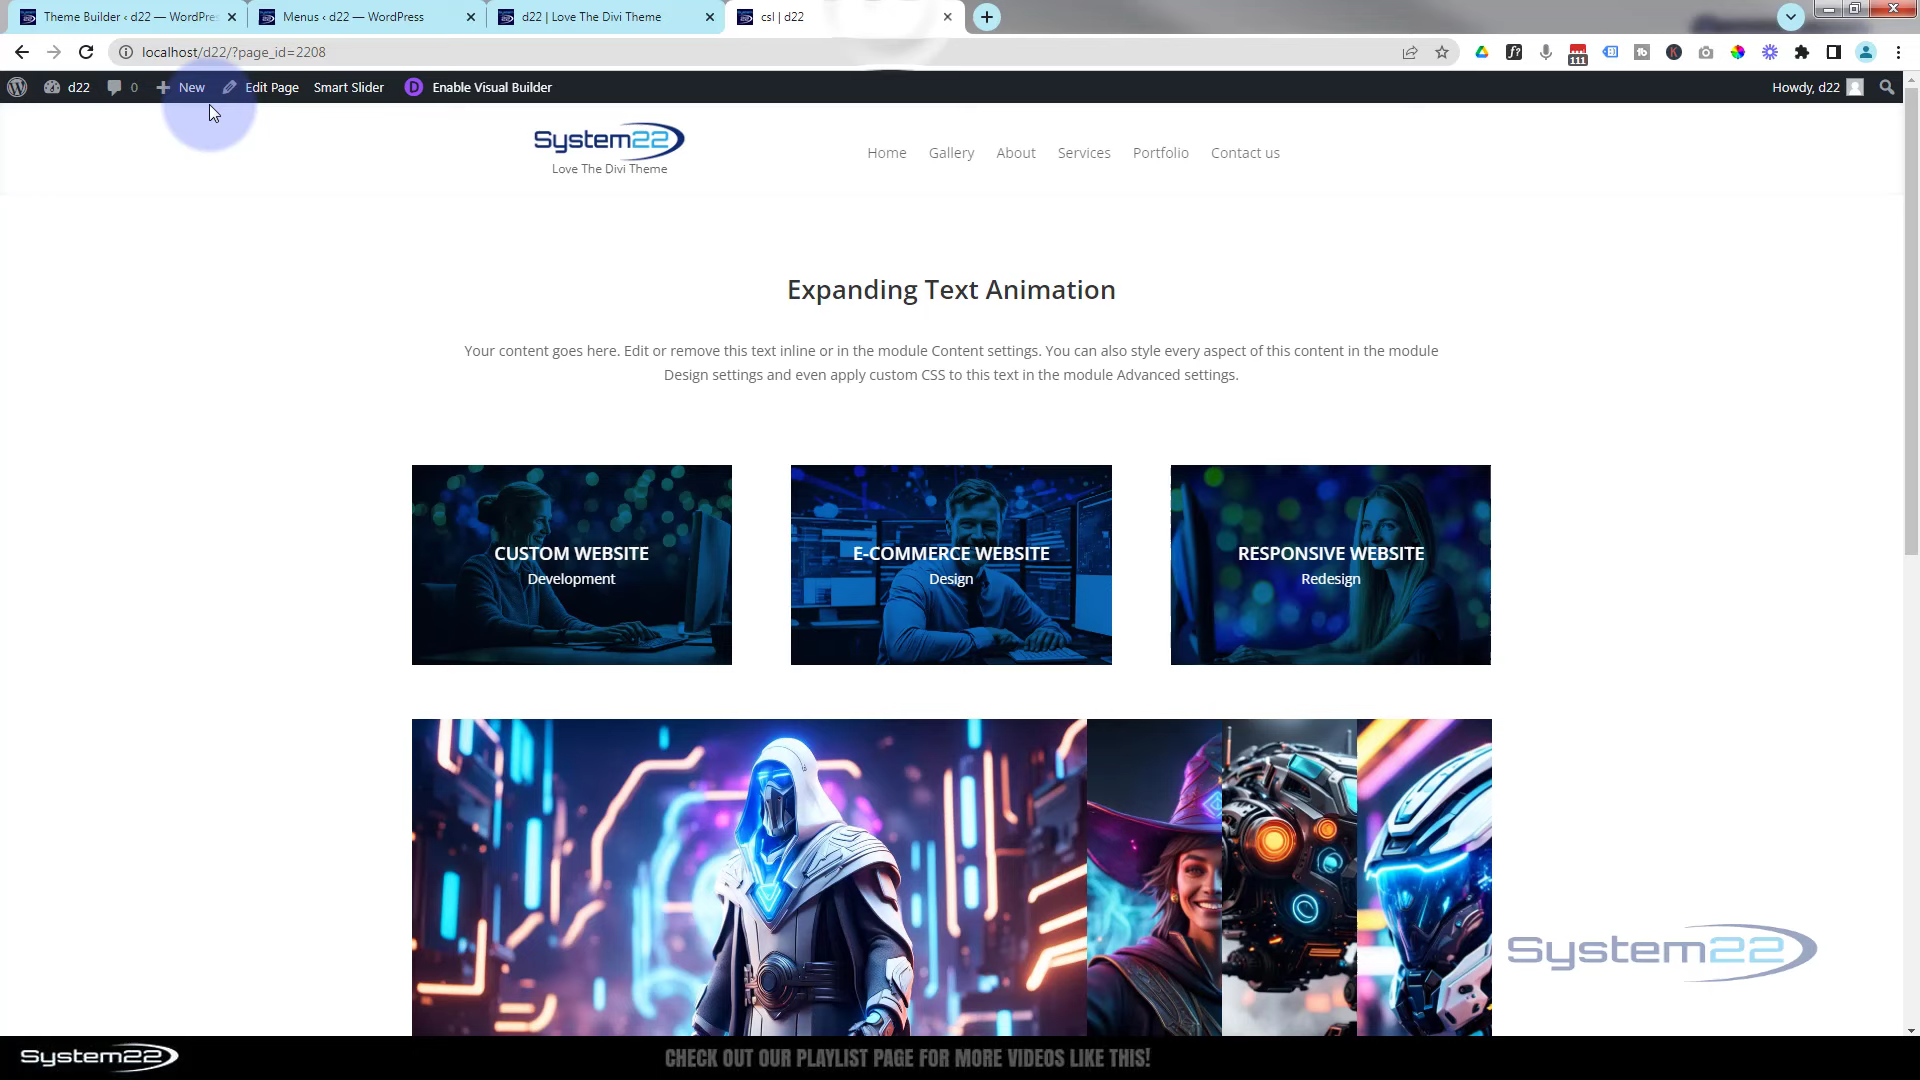 Theme Builder ‹ d22 — WordPres
Menus ‹ d22 — WordPress
d22 | Love The Divi Theme
csl | d22
localhost/d22/?page_id=2208
111
d22
0
New
Edit Page
Smart Slider
D
Enable Visual Builder
Howdy, d22
System22
Love The Divi Theme
Home
Gallery
About
Services
Portfolio
Contact us
Expanding Text Animation
Your content goes here. Edit or remove this text inline or in the module Content settings. You can also style every aspect of this content in the module
Design settings and even apply custom CSS to this text in the module Advanced settings.
CUSTOM WEBSITE
Development
E-COMMERCE WEBSITE
Design
RESPONSIVE WEBSITE
Redesign
System22
System22
CHECK OUT OUR PLAYLIST PAGE FOR MORE VIDEOS LIKE THIS!